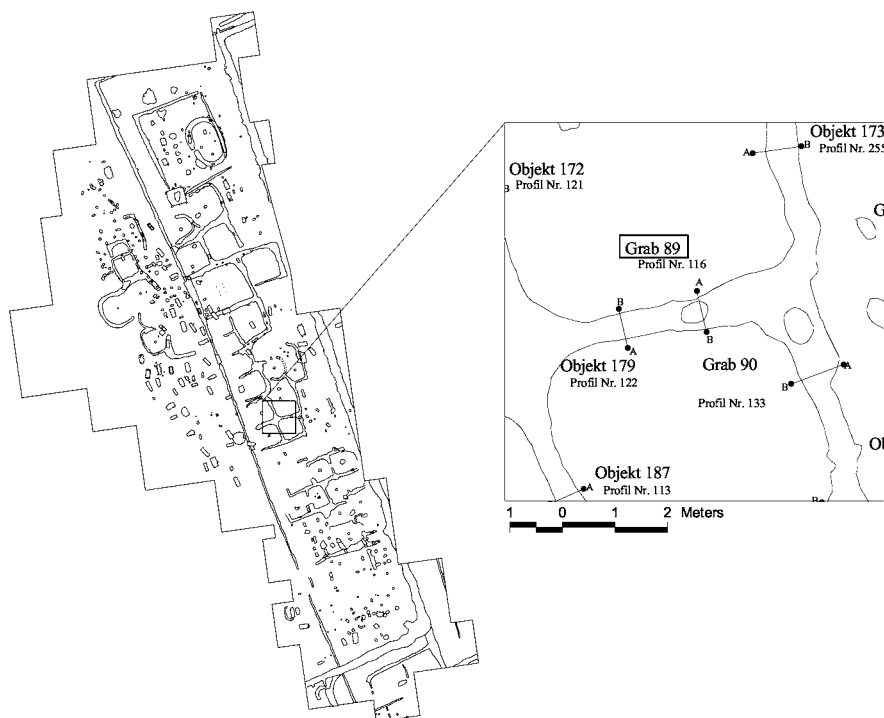 Objekt 173
A B Profil Nr. 255
Objekt 172
Profil Nr. 121
B
G
Grab 89
Profil Nr. 116
A
B
B
A
Grab 90
Objekt 179
Profil Nr. 122
A
B
Profil Nr. 133
Ob
Objekt 187
A Profil Nr. 113
B
1 0 1 2 Meters